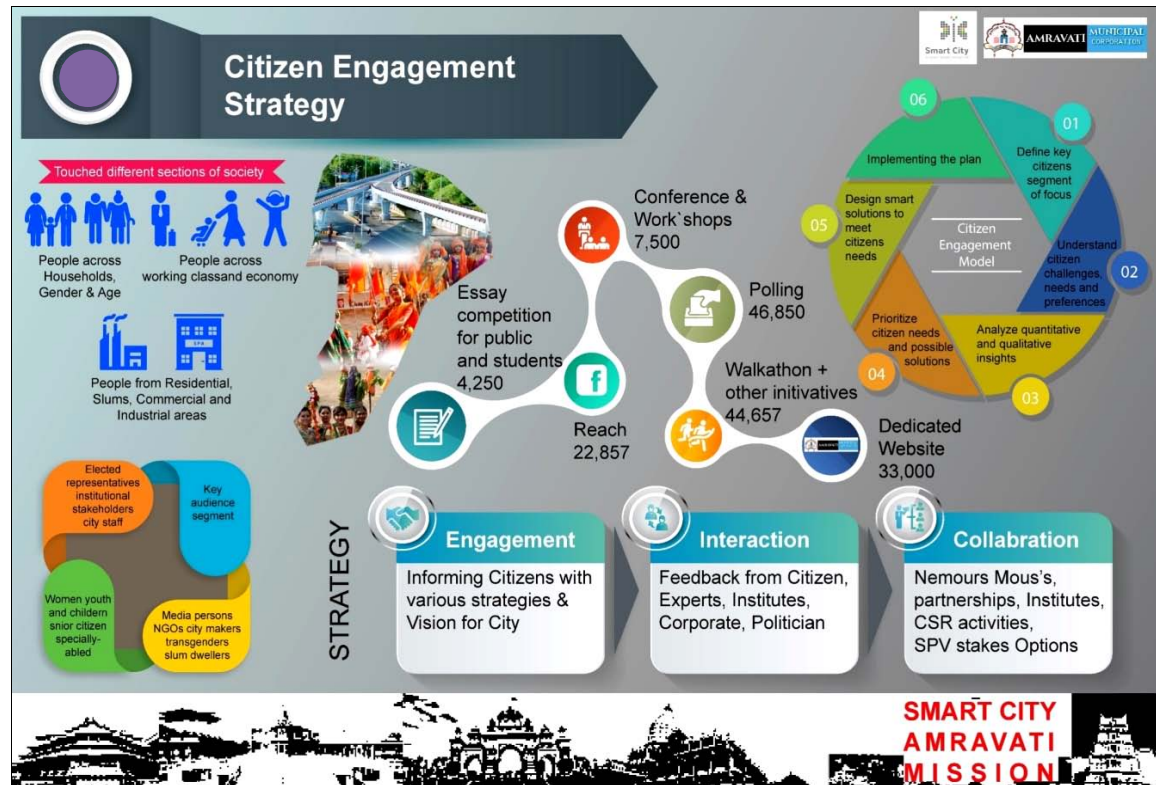 Citizen Engagement
Strategy
Smart City
AMRAVATI
MUNICIPAL
CORPORATION
Touched different sections of society
People across
Households,
Gender & Age
People across
working classand economy
SPA
People from Residential,
Slums, Commercial and
Industrial areas
Essay
competition
for public
and students
4,250
Reach
22,857
Conference &
Work`shops
7,500
Polling
46,850
Walkathon +
other initivatives
44,657
Dedicated
Website
33,000
Citizen
Engagement
Model
01
Define key
citizens
segment
of focus
02
Understand
citizen
challenges,
needs and
preferences
03
Analyze quantitative
and qualitative
insights
04
Prioritize
citizen needs
and possible
solutions
05
Design smart
solutions to
meet
citizens
needs
06
Implementing the plan
Elected
representatives
institutional
stakeholders
city staff
Key
audience
segment
Women youth
and childern
snior citizen
specially-
abled
Media persons
NGOs city makers
transgenders
slum dwellers
STRATEGY
Engagement
Informing Citizens with
various strategies &
Vision for City
Interaction
Feedback from Citizen,
Experts, Institutes,
Corporate, Politician
Collabration
Nemours Mous's,
partnerships, Institutes,
CSR activities,
SPV stakes Options
SMART CITY
AMRAVATI
MISSION